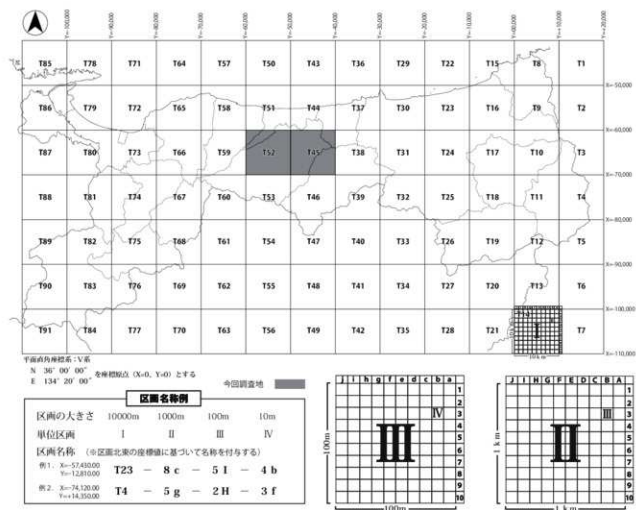 Y=-100,000 Y=-90,000 Y=-80,000 Y=-70,000 Y=-60,000 Y=-50,000 Y=-40,000 Y=-30,000 Y=-20,000 Y=-10,000 Y=±0,000 Y=+10,000
T85 T78 T71 T64 T57 T50 T43 T36 T29 T22 T15 T8 T1
X=-50,000
T86 T79 T72 T65 T58 T51 T44 T37 T30 T23 T16 T9 T2
X=-60,000
T87 T80 T73 T66 T59 T52 T45 T38 T31 T24 T17 T10 T3
X=-70,000
T88 T81 T74 T67 T60 T53 T46 T39 T32 T25 T18 T11 T4
X=-80,000
T89 T82 T75 T68 T61 T54 T47 T40 T33 T26 T19 T12 T5
X=-90,000
T90 T83 T76 T69 T62 T55 T48 T41 T34 T27 T20 T13 T6
X=-100,000
T91 T84 T77 T70 T63 T56 T49 T42 T35 T28 T21 I T7
X=-110,000
平面直角座標系：V系
N 36° 00′ 00″
E 134° 20′ 00″
を座標原点（X=0、Y=0）とする
今回調査地
区画名称例
区画の大きさ 10000m 1000m 100m 10m
単位区画 Ⅰ Ⅱ Ⅲ Ⅳ
区画名称 （※区画北東の座標値に基づいて名称を付与する）
例1. X=-57,430.00 Y=-12,810.00 T23 － 8 c － 5 I － 4 b
例2. X=-74,120.00 Y=+14,350.00 T4 － 5 g － 2 H － 3 f
j i h g f e d c b a
1
2
3
4
5
6
7
8
9
10
Ⅳ
Ⅲ
100m
100m
J I H G F E D C B A
1
2
3
4
5
6
7
8
9
10
Ⅲ
Ⅱ
1 km
1 km